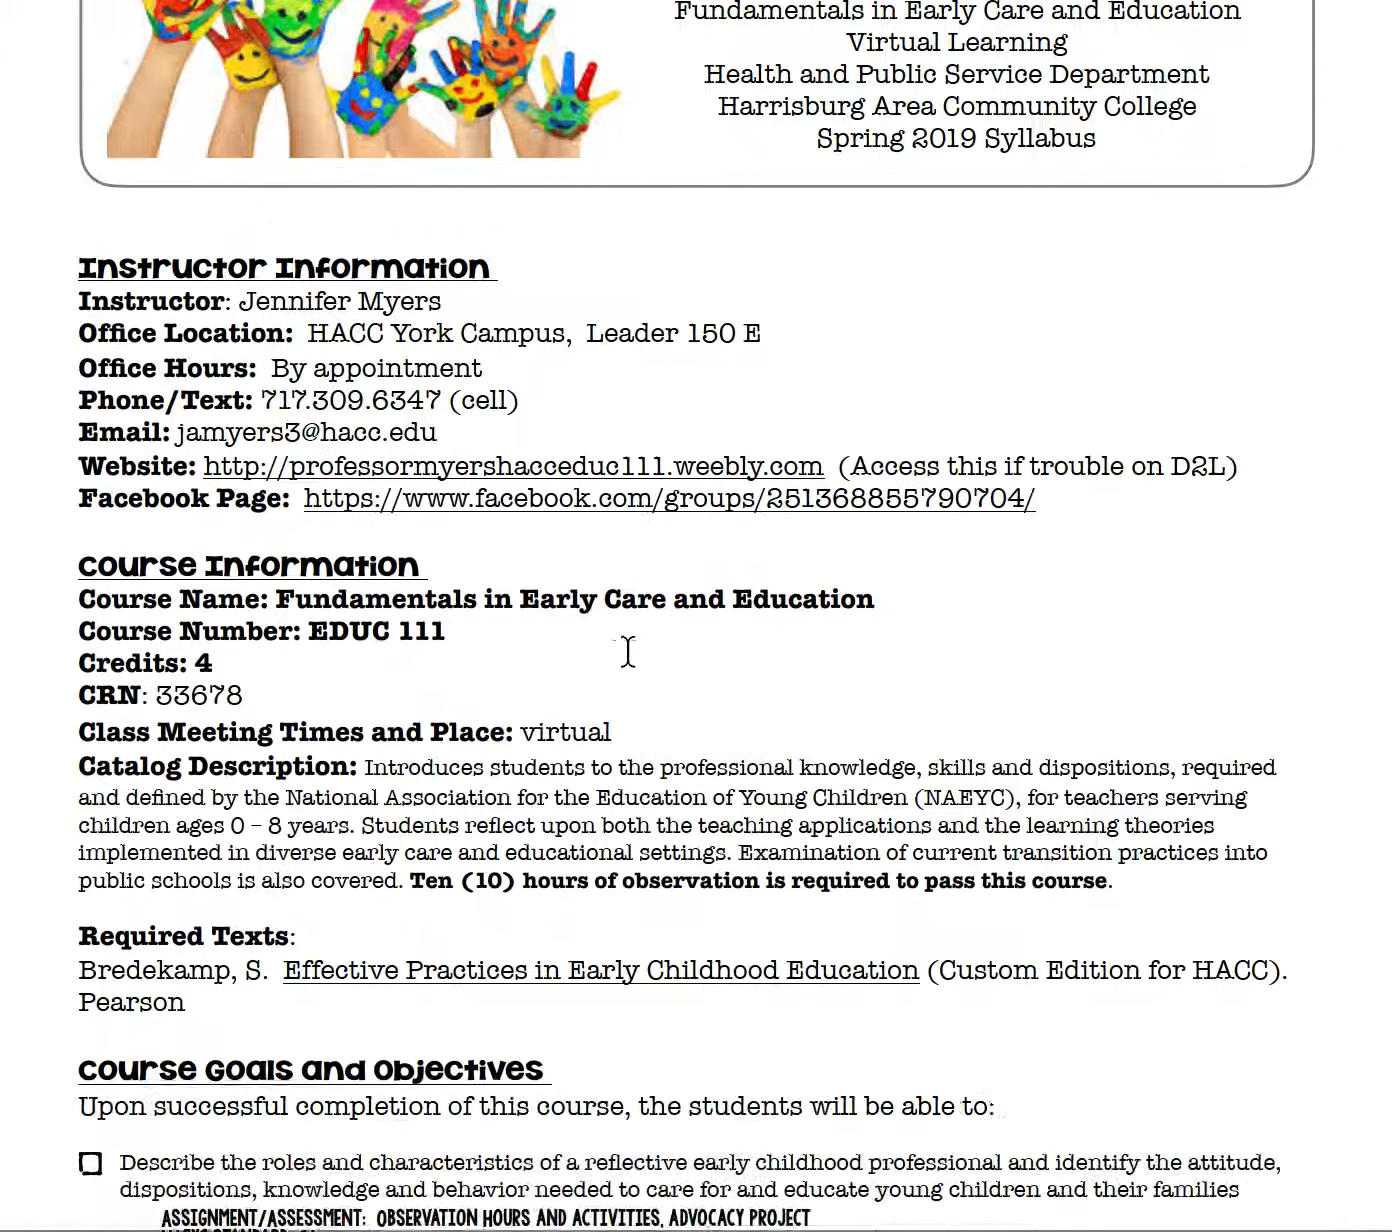 Fundamentals in Early Care and Education
Virtual Learning
Health and Public Service Department
Harrisburg Area Community College
Spring 2019 Syllabus
Instructor Information
Instructor: Jennifer Myers
Office Location: HACC York Campus, Leader 150 E
Office Hours: By appointment
Phone/Text: 717.309.6347 (cell)
Email: jamyers3@hacc.edu
Website: http://professormyershacceduc111.weebly.com (Access this if trouble on D2L)
Facebook Page: https://www.facebook.com/groups/251368855790704/
Course Information
Course Name: Fundamentals in Early Care and Education
Course Number: EDUC 111
Credits: 4
CRN: 33678
Class Meeting Times and Place: virtual
Catalog Description: Introduces students to the professional knowledge, skills and dispositions, required
and defined by the National Association for the Education of Young Children (NAEYC), for teachers serving
children ages 0 – 8 years. Students reflect upon both the teaching applications and the learning theories
implemented in diverse early care and educational settings. Examination of current transition practices into
public schools is also covered. Ten (10) hours of observation is required to pass this course.
Required Texts:
Bredekamp, S. Effective Practices in Early Childhood Education (Custom Edition for HACC).
Pearson
Course Goals and Objectives
Upon successful completion of this course, the students will be able to:
Describe the roles and characteristics of a reflective early childhood professional and identify the attitude,
dispositions, knowledge and behavior needed to care for and educate young children and their families
ASSIGNMENT/ASSESSMENT: OBSERVATION HOURS AND ACTIVITIES, ADVOCACY PROJECT